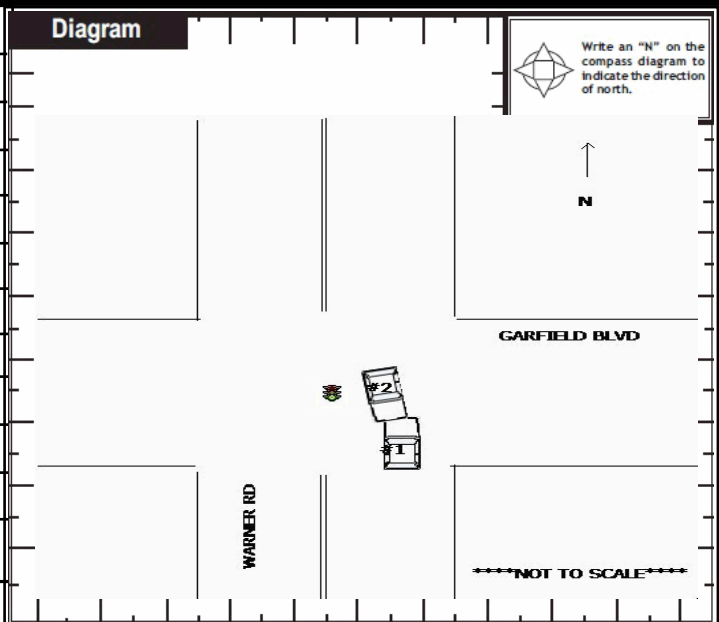 Diagram
Write an "N" on the
compass diagram to
indicate the direction
of north.
N
GARFIELD BLVD
#2
#1
WARNER RD
****NOT TO SCALE****